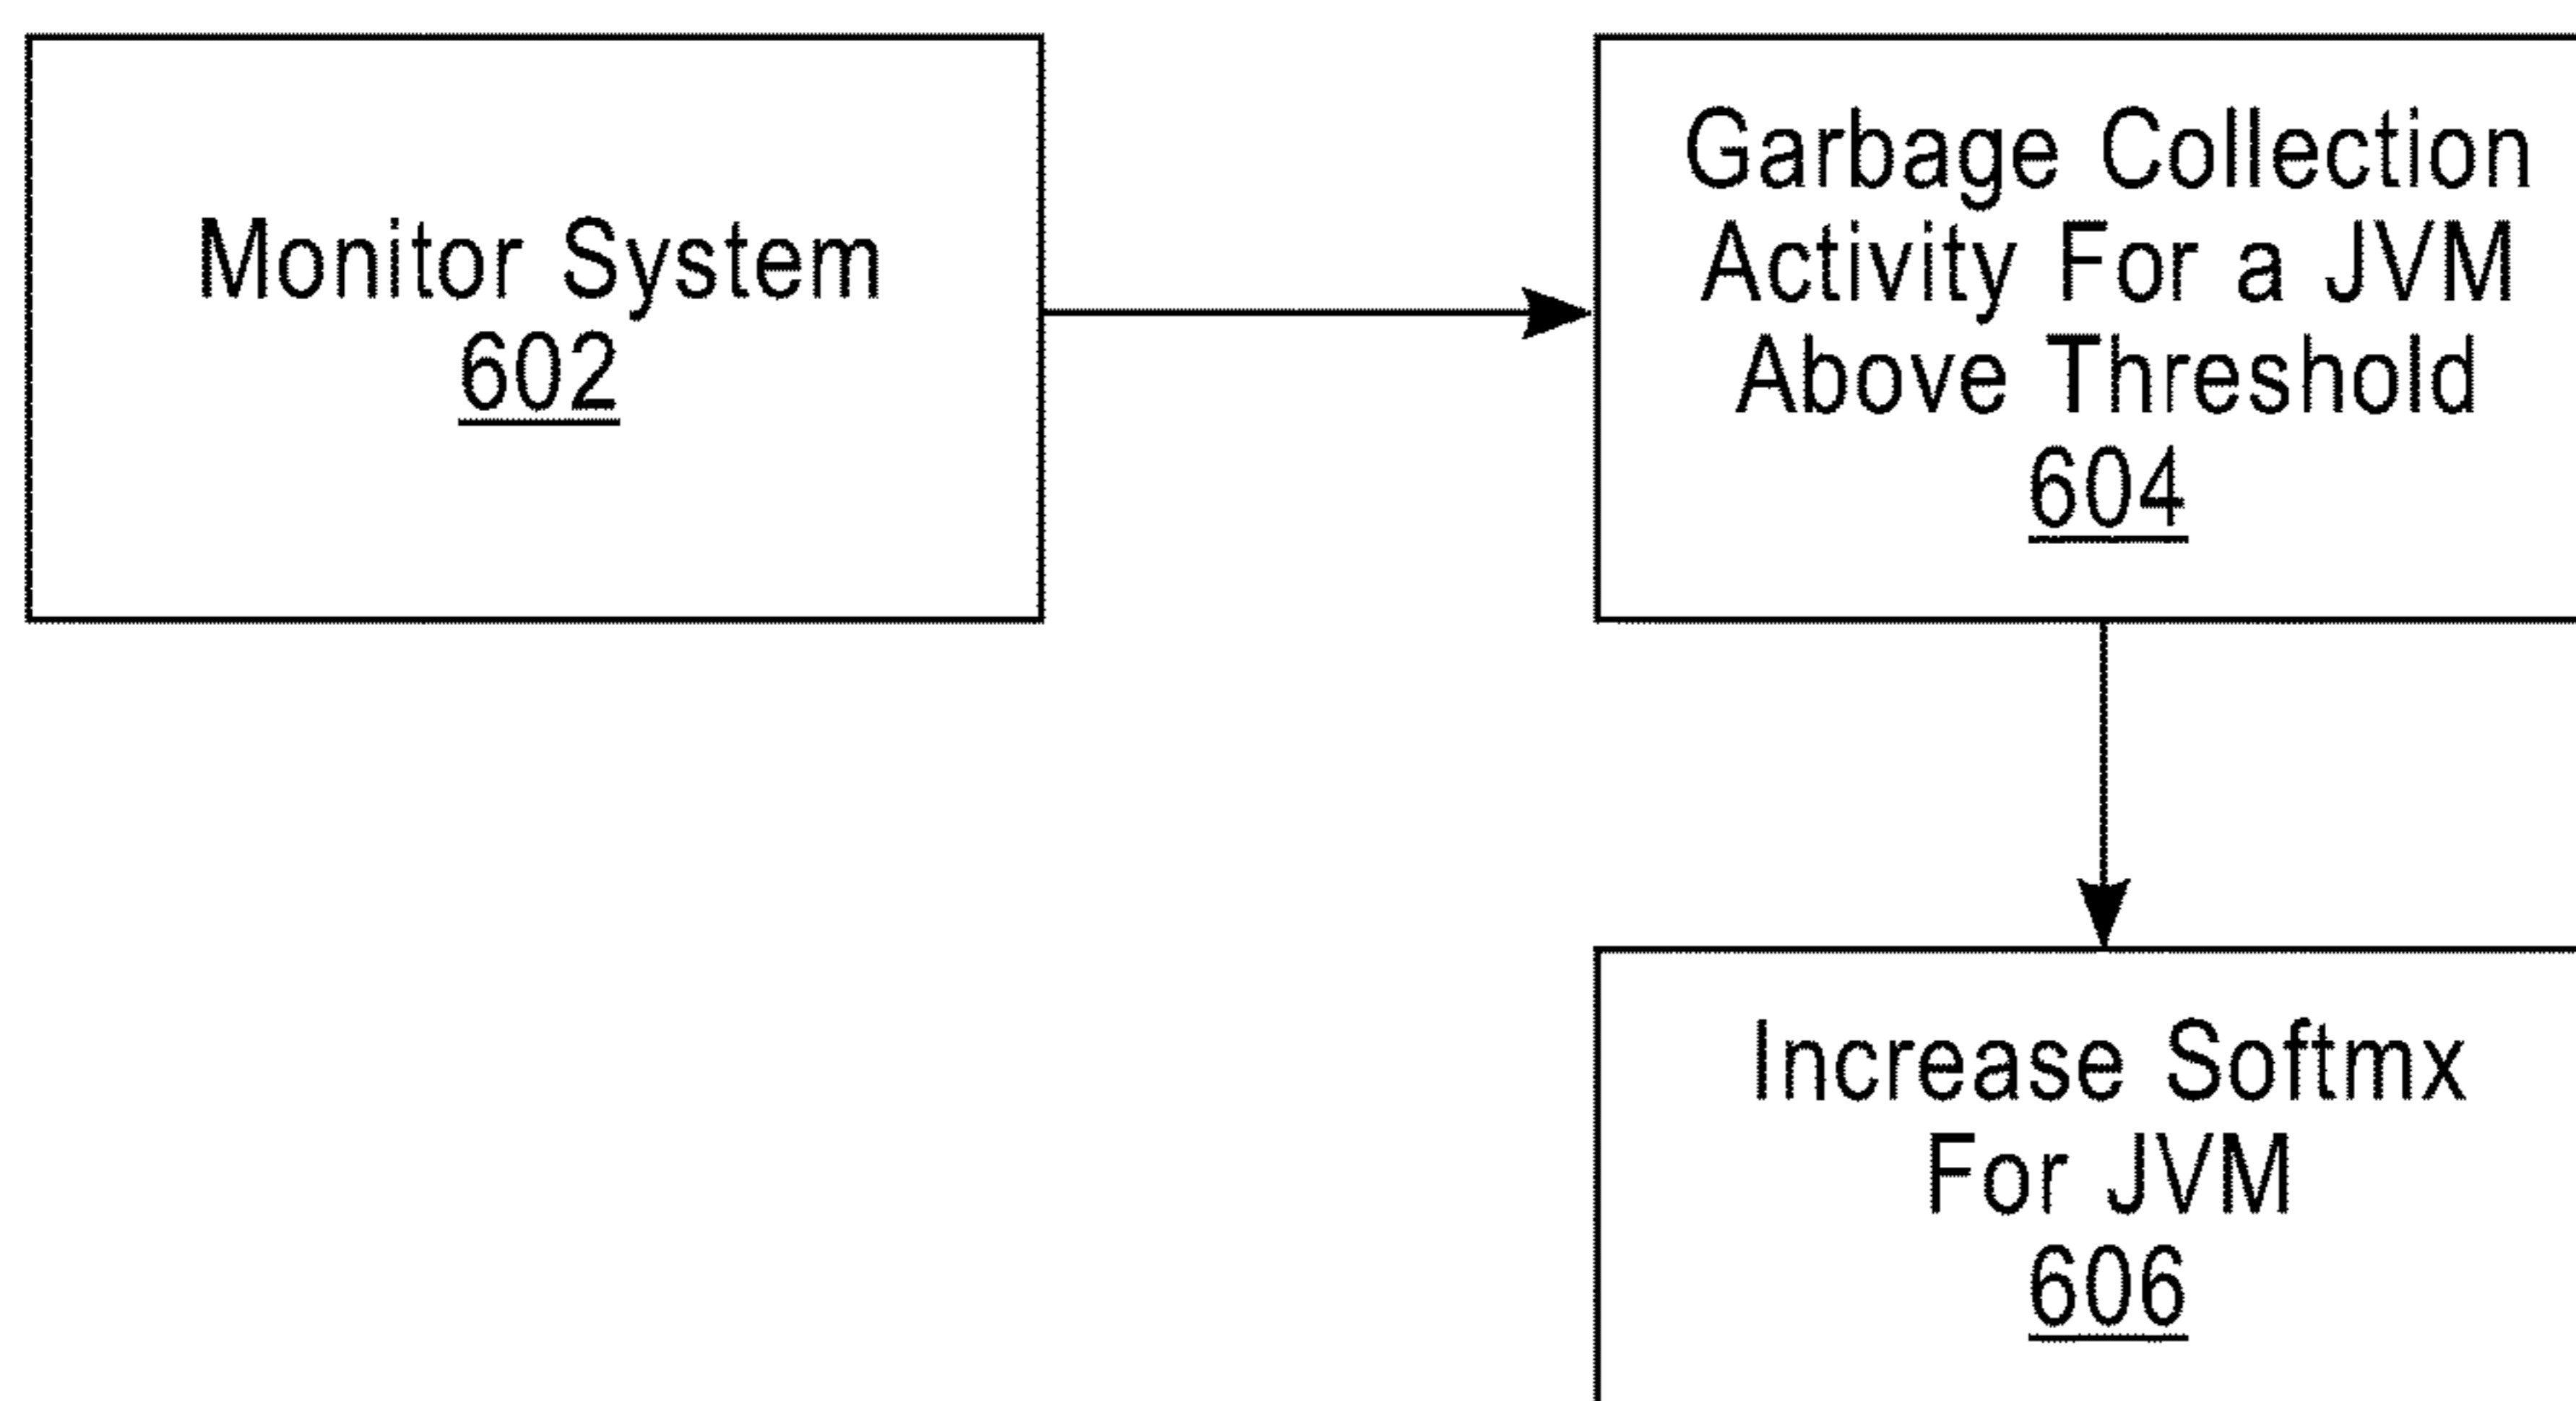 Monitor System
602
Garbage Collection
Activity For a JVM
Above Threshold
604
Increase Softmx
For JVM
606